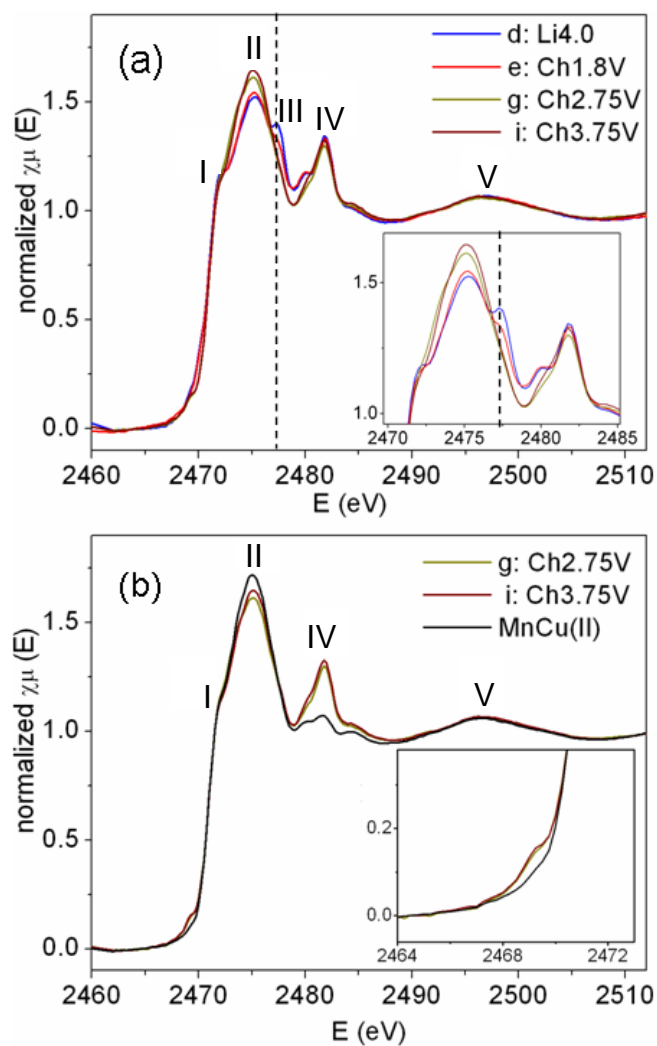 (a)
I
II
III
IV
V
d: Li4.0
e: Ch1.8V
g: Ch2.75V
i: Ch3.75V
normalized χμ (E)
1.5
1.0
0.5
0.0
1.5
1.0
2470 2475 2480 2485
2460 2470 2480 2490 2500 2510
E (eV)
(b)
I
II
IV
V
g: Ch2.75V
i: Ch3.75V
MnCu(II)
normalized χμ (E)
1.5
1.0
0.5
0.0
0.2
0.0
2464 2468 2472
2460 2470 2480 2490 2500 2510
E (eV)